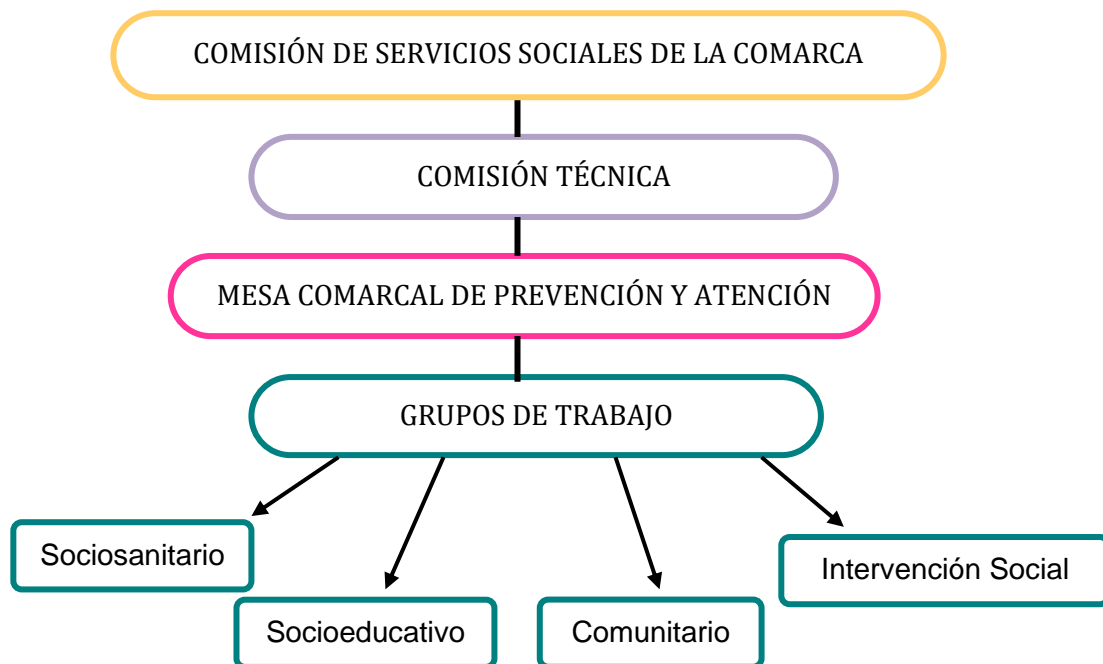 COMISIÓN DE SERVICIOS SOCIALES DE LA COMARCA
COMISIÓN TÉCNICA
MESA COMARCAL DE PREVENCIÓN Y ATENCIÓN
GRUPOS DE TRABAJO
Sociosanitario
Intervención Social
Socioeducativo
Comunitario